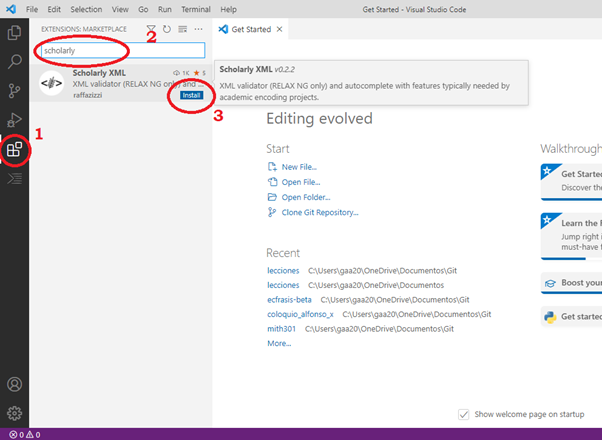 File Edit Selection View Go Run Terminal Help
Get Started - Visual Studio Code
EXTENSIONS: MARKETPLACE
2
scholarly
Scholarly XML
1K
5
XML validator (RELAX NG only) and ...
raffazizzi
Install
1
3
Get Started
Scholarly XML v0.2.2
XML validator (RELAX NG only) and autocomplete with features typically needed by
academic encoding projects.
Editing evolved
Start
New File...
Open File...
Open Folder...
Clone Git Repository...
Recent
lecciones C:\Users\gaa20\OneDrive\Documentos\Git
lecciones C:\Users\gaa20\OneDrive\Documentos
ecfrasis-beta C:\Users\gaa20\OneDrive\Documentos\Git
coloquio_alfonso_x C:\Users\gaa20\OneDrive\Documentos\Git
mith301 C:\Users\gaa20\OneDrive\Documentos\Git
More...
Walkthrough
Get Started
Discover the
Learn the F
Jump right i
must-have f
Boost your
Get started
Show welcome page on startup
0 0